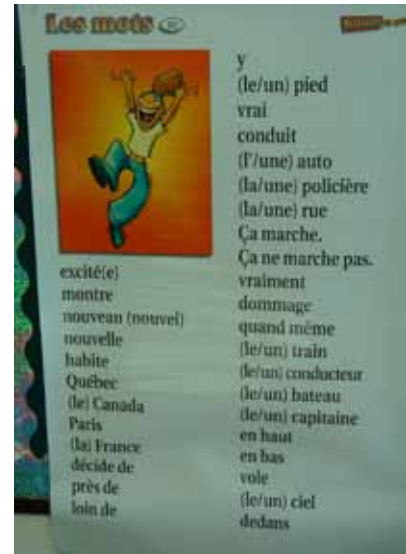 Les mots
excité(e)
montre
nouveau (nouvel)
nouvelle
habite
Québec
(le) Canada
Paris
(la) France
décide de
près de
loin de
y
(le/un) pied
vrai
conduit
(l'/une) auto
(la/une) policière
(la/une) rue
Ça marche.
Ça ne marche pas.
vraiment
dommage
quand même
(le/un) train
(le/un) conducteur
(le/un) bateau
(le/un) capitaine
en haut
en bas
vole
(le/un) ciel
dedans